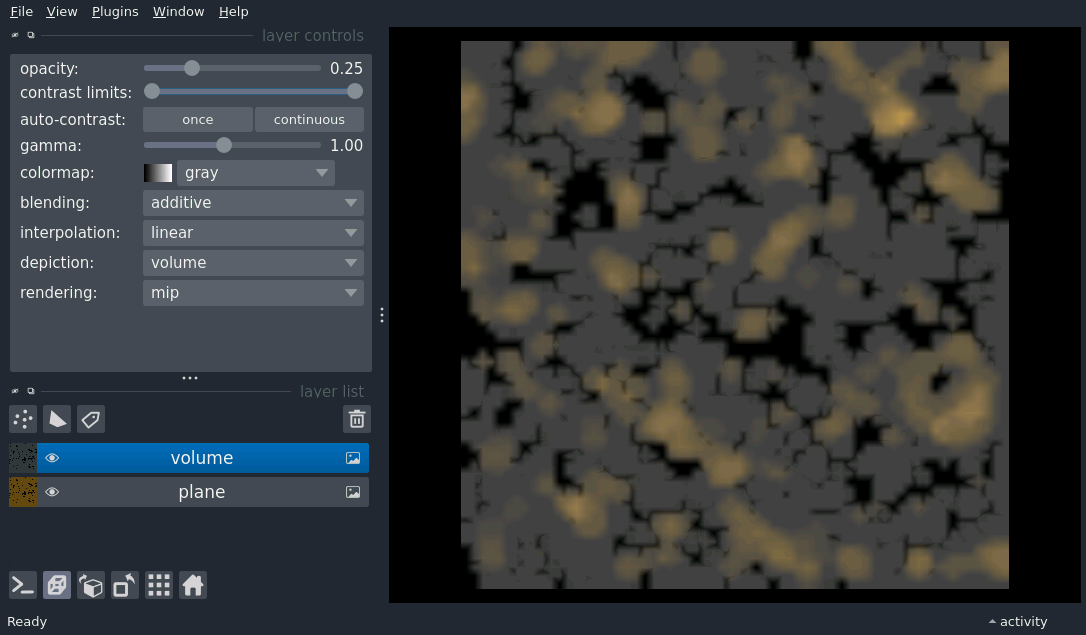 File View Plugins Window Help
layer controls
opacity: 0.25
contrast limits:
auto-contrast: once continuous
gamma: 1.00
colormap: gray
blending: additive
interpolation: linear
depiction: volume
rendering: mip
layer list
volume
plane
Ready activity